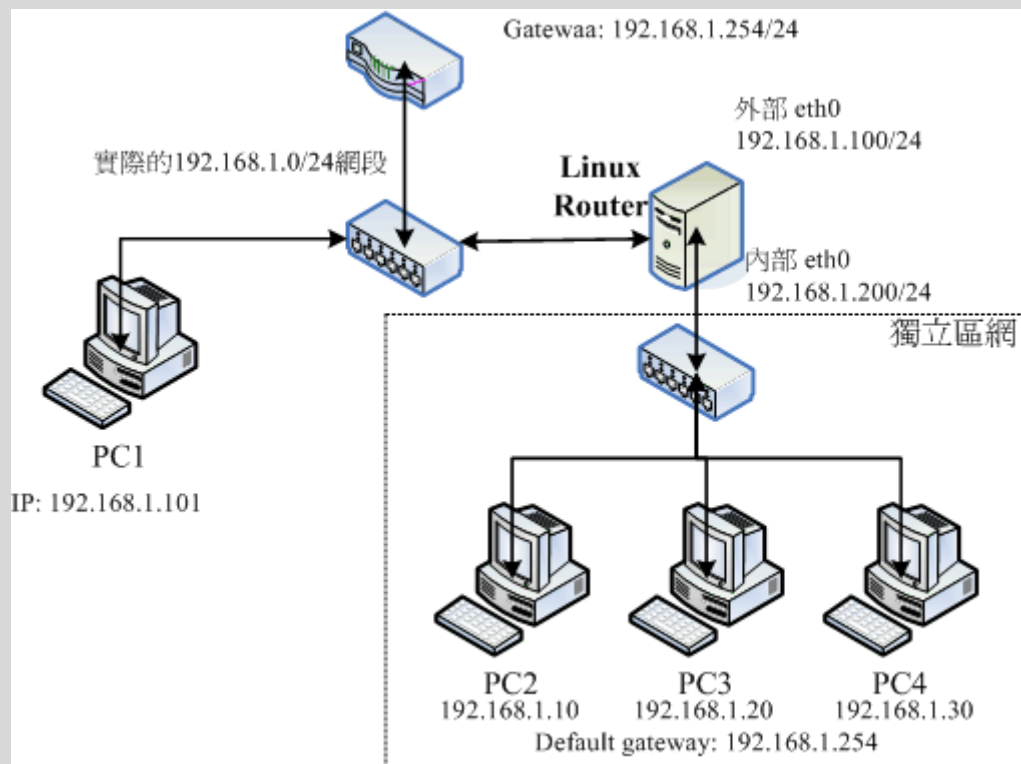 Gatewaa: 192.168.1.254/24
外部 eth0
192.168.1.100/24
實際的192.168.1.0/24網段
Linux
Router
內部 eth0
192.168.1.200/24
獨立區網
PC1
IP: 192.168.1.101
PC2
192.168.1.10
PC3
192.168.1.20
PC4
192.168.1.30
Default gateway: 192.168.1.254